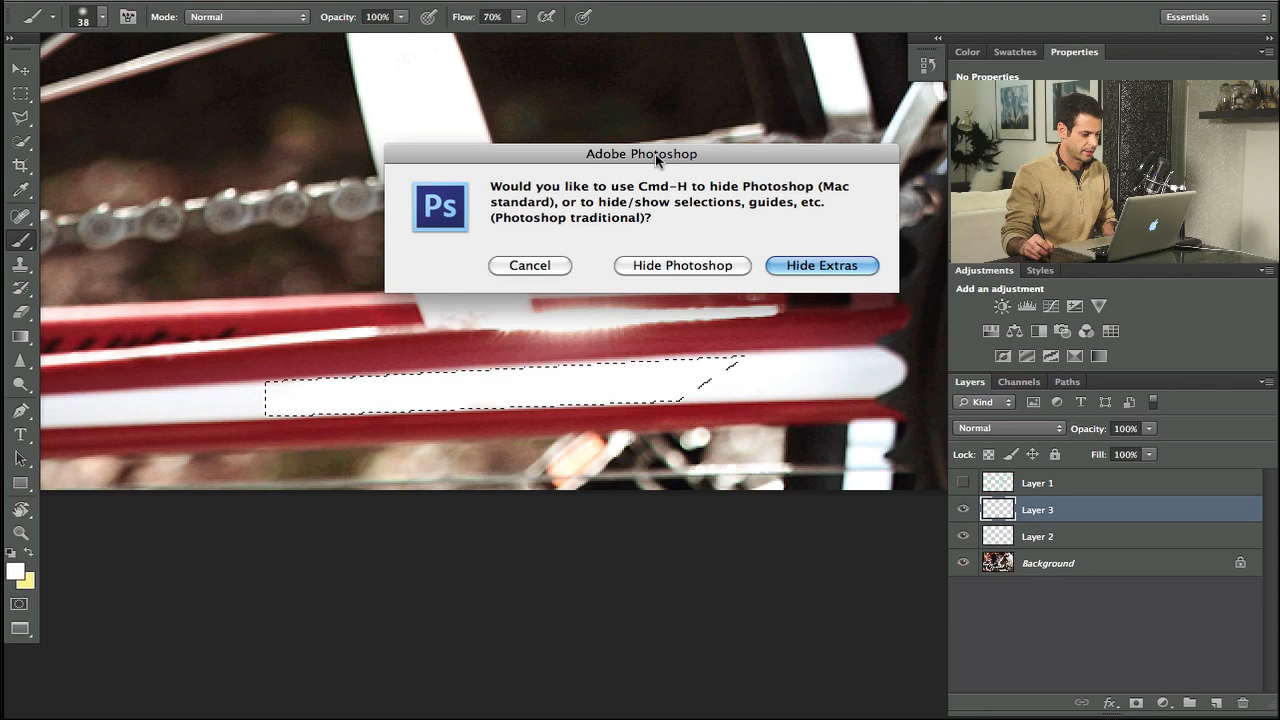 38
Mode: Normal
Opacity: 100%
Flow: 70%
Essentials
Color Swatches Properties
No Properties
Adobe Photoshop
Ps
Would you like to use Cmd-H to hide Photoshop (Mac
standard), or to hide/show selections, guides, etc.
(Photoshop traditional)?
Cancel Hide Photoshop Hide Extras
Adjustments Styles
Add an adjustment
Layers Channels Paths
Kind
Normal Opacity: 100%
Lock: Fill: 100%
Layer 1
Layer 3
Layer 2
Background
fx